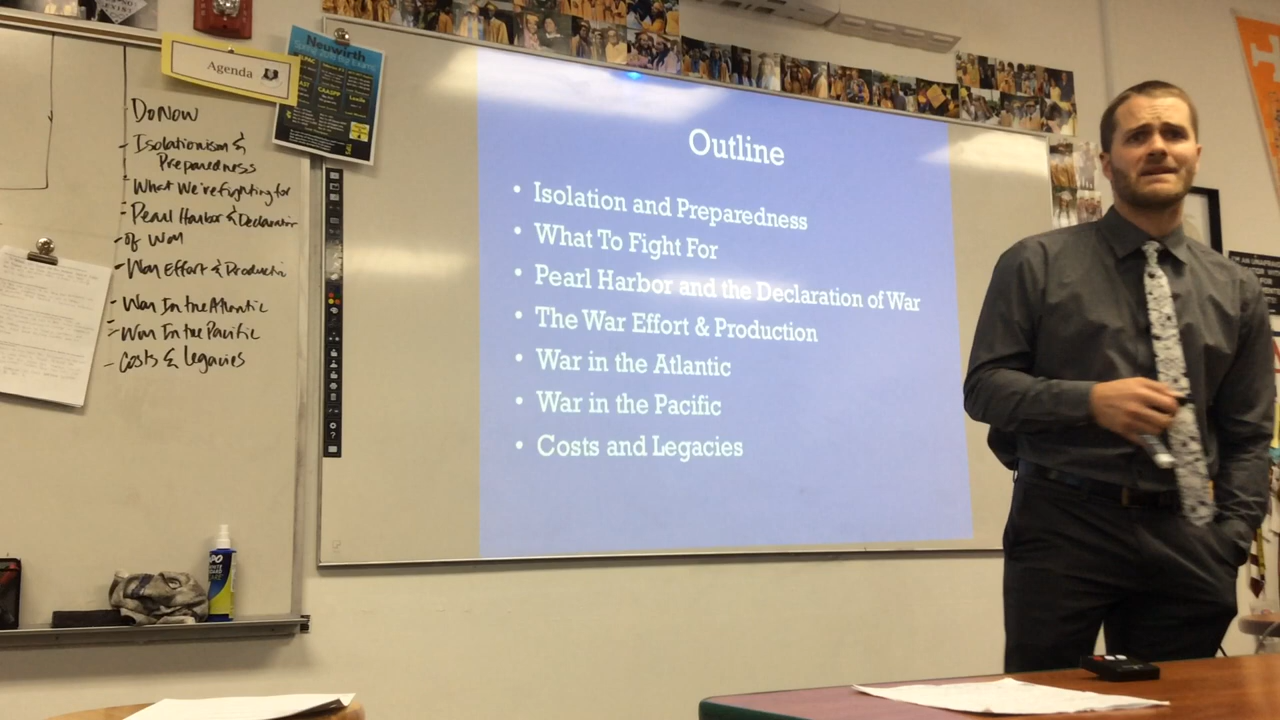 Agenda
DoNow
- Isolationism &
Preparedness
- What We're fighting for
- Pearl Harbor & Declaration
- of War
- War Effort & Production
- War In the Atlantic
- War In the Pacific
- Costs & Legacies
Neuwirth
CAASPP
Outline
• Isolation and Preparedness
• What To Fight For
• Pearl Harbor and the Declaration of War
• The War Effort & Production
• War in the Atlantic
• War in the Pacific
• Costs and Legacies